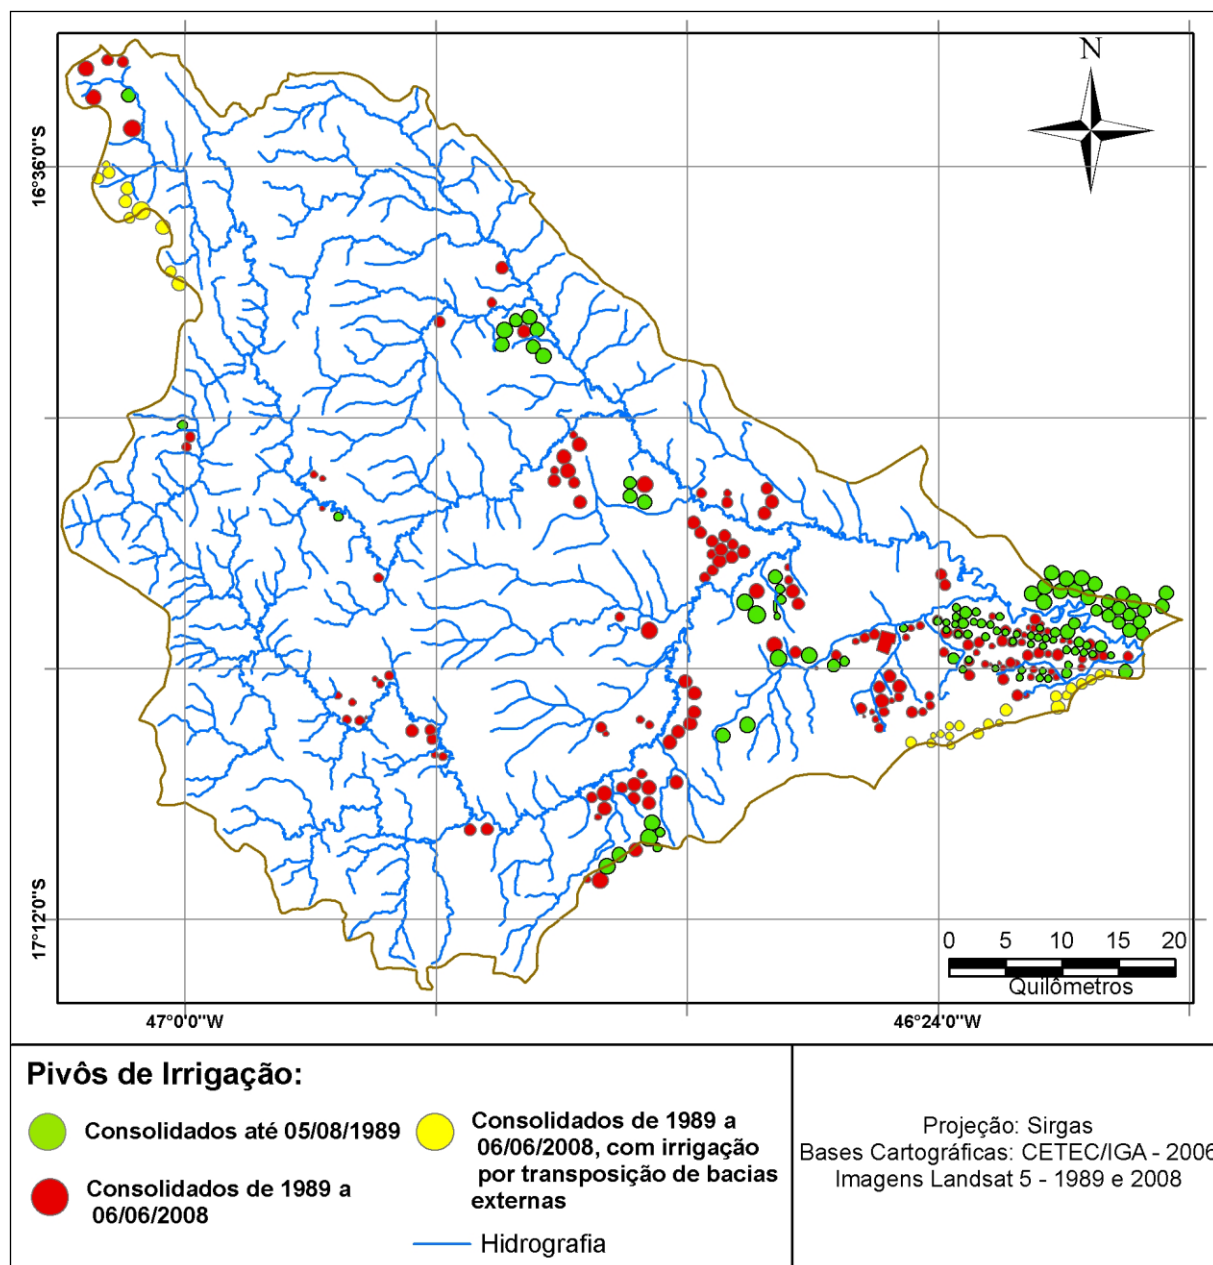 N
16°36'0"S
17°12'0"S
0 5 10 15 20
Quilômetros
47°0'0"W
46°24'0"W
Pivôs de Irrigação:
Consolidados até 05/08/1989
Consolidados de 1989 a
06/06/2008
Consolidados de 1989 a
06/06/2008, com irrigação
por transposição de bacias
externas
Hidrografia
Projeção: Sirgas
Bases Cartográficas: CETEC/IGA - 2006
Imagens Landsat 5 - 1989 e 2008